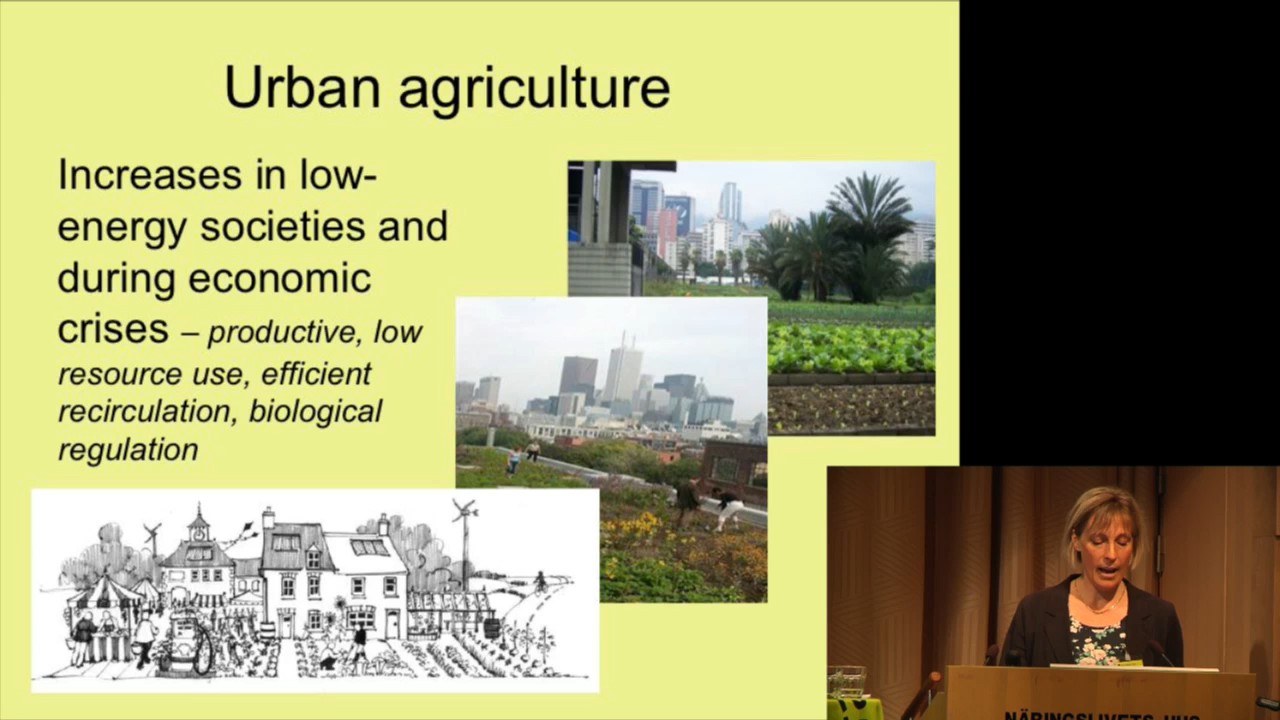 Urban agriculture
Increases in low-
energy societies and
during economic
crises – productive, low
resource use, efficient
recirculation, biological
regulation
NÄRINGSLIVETS HUS